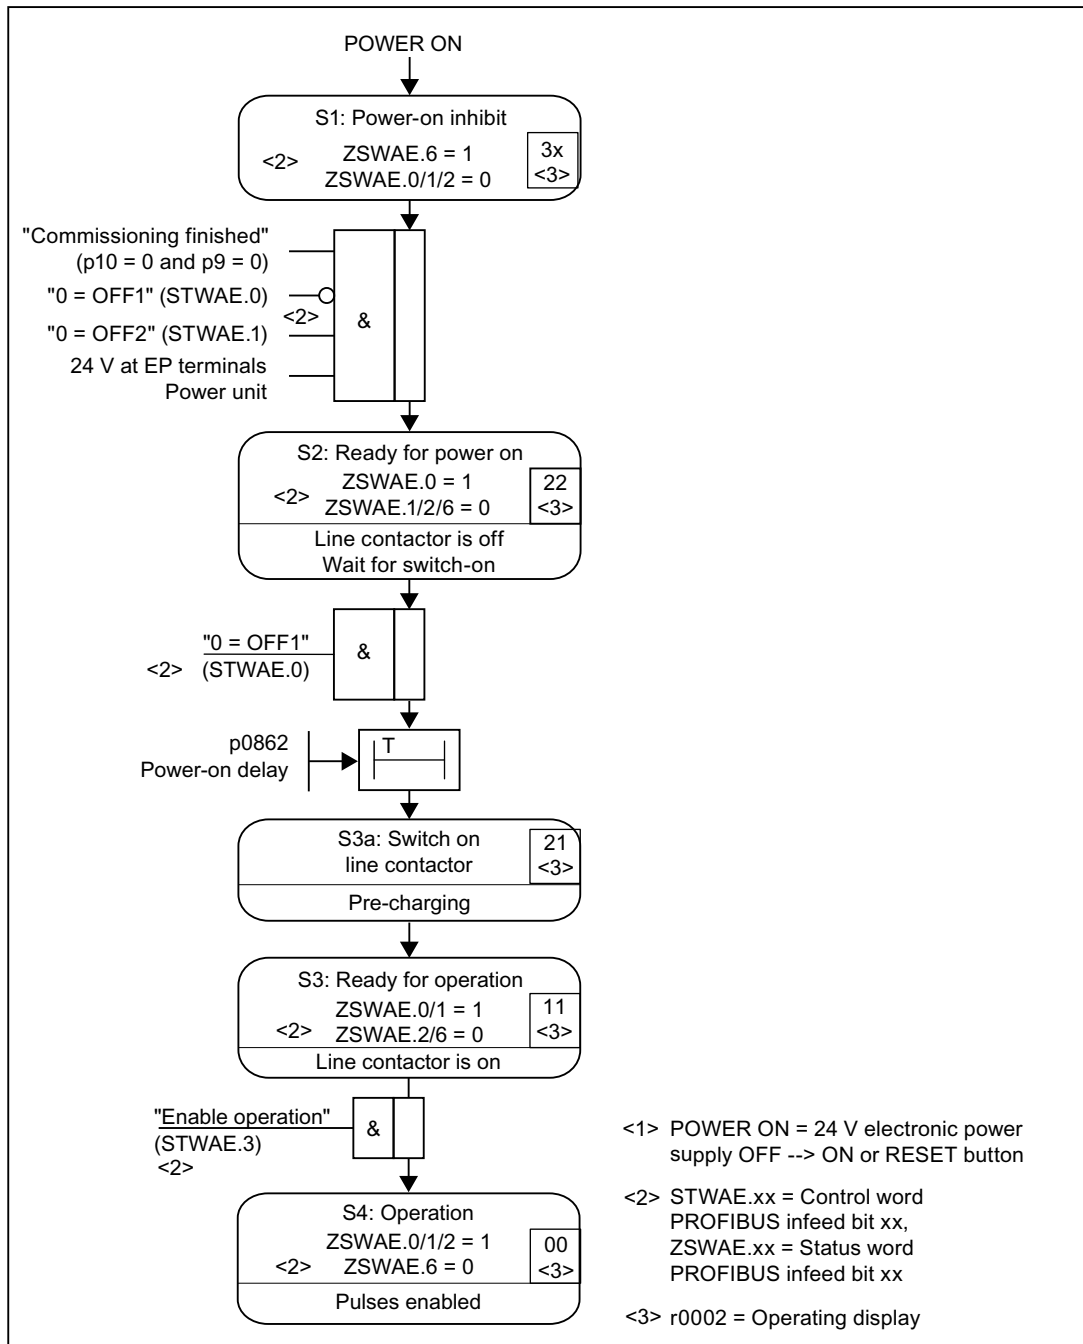 POWER ON
S1: Power-on inhibit
<2> ZSWAE.6 = 1
ZSWAE.0/1/2 = 0
3x
<3>
"Commissioning finished"
(p10 = 0 and p9 = 0)
"0 = OFF1" (STWAE.0)
<2>
"0 = OFF2" (STWAE.1)
24 V at EP terminals
Power unit
&
S2: Ready for power on
ZSWAE.0 = 1
<2> ZSWAE.1/2/6 = 0
22
<3>
Line contactor is off
Wait for switch-on
"0 = OFF1"
<2> (STWAE.0)
&
p0862
Power-on delay
T
S3a: Switch on
line contactor
21
<3>
Pre-charging
S3: Ready for operation
ZSWAE.0/1 = 1
<2> ZSWAE.2/6 = 0
11
<3>
Line contactor is on
"Enable operation"
(STWAE.3)
<2>
&
S4: Operation
ZSWAE.0/1/2 = 1
<2> ZSWAE.6 = 0
00
<3>
Pulses enabled
<1> POWER ON = 24 V electronic power
supply OFF --> ON or RESET button
<2> STWAE.xx = Control word
PROFIBUS infeed bit xx,
ZSWAE.xx = Status word
PROFIBUS infeed bit xx
<3> r0002 = Operating display